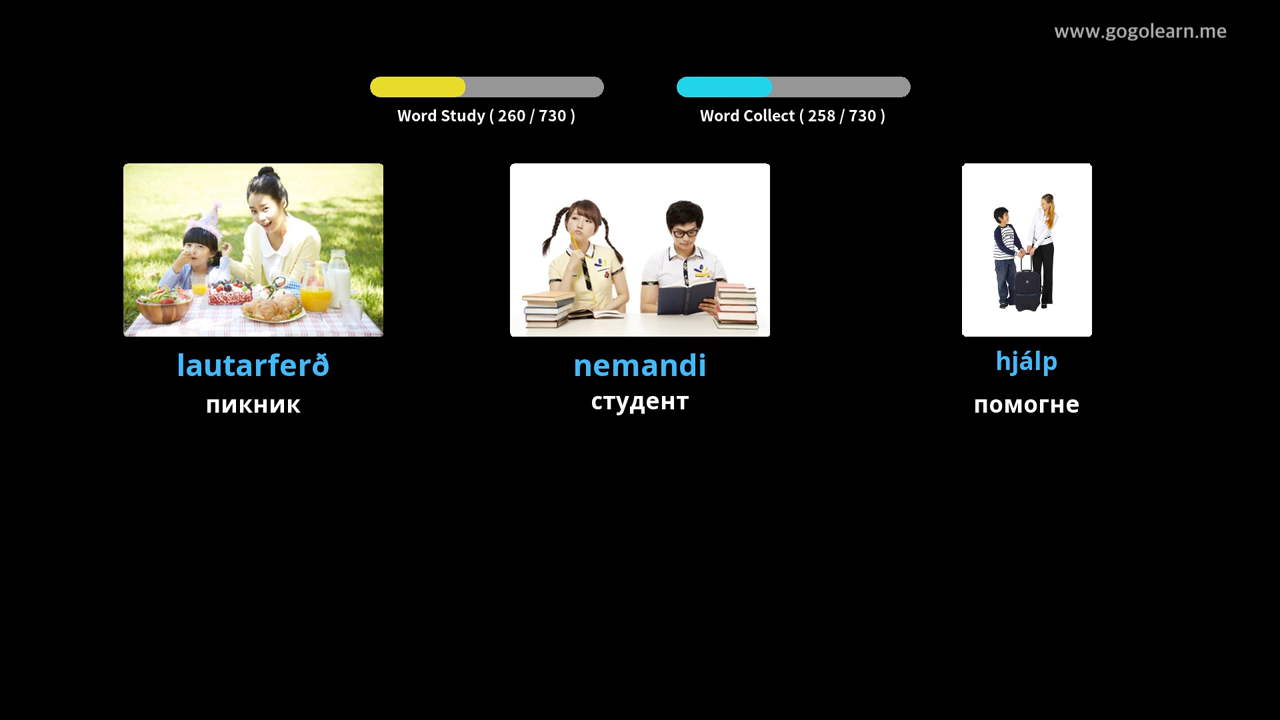 www.gogolearn.me
Word Study ( 260 / 730 )
Word Collect ( 258 / 730 )
lautarferð
nemandi
hjálp
пикник
студент
помогне